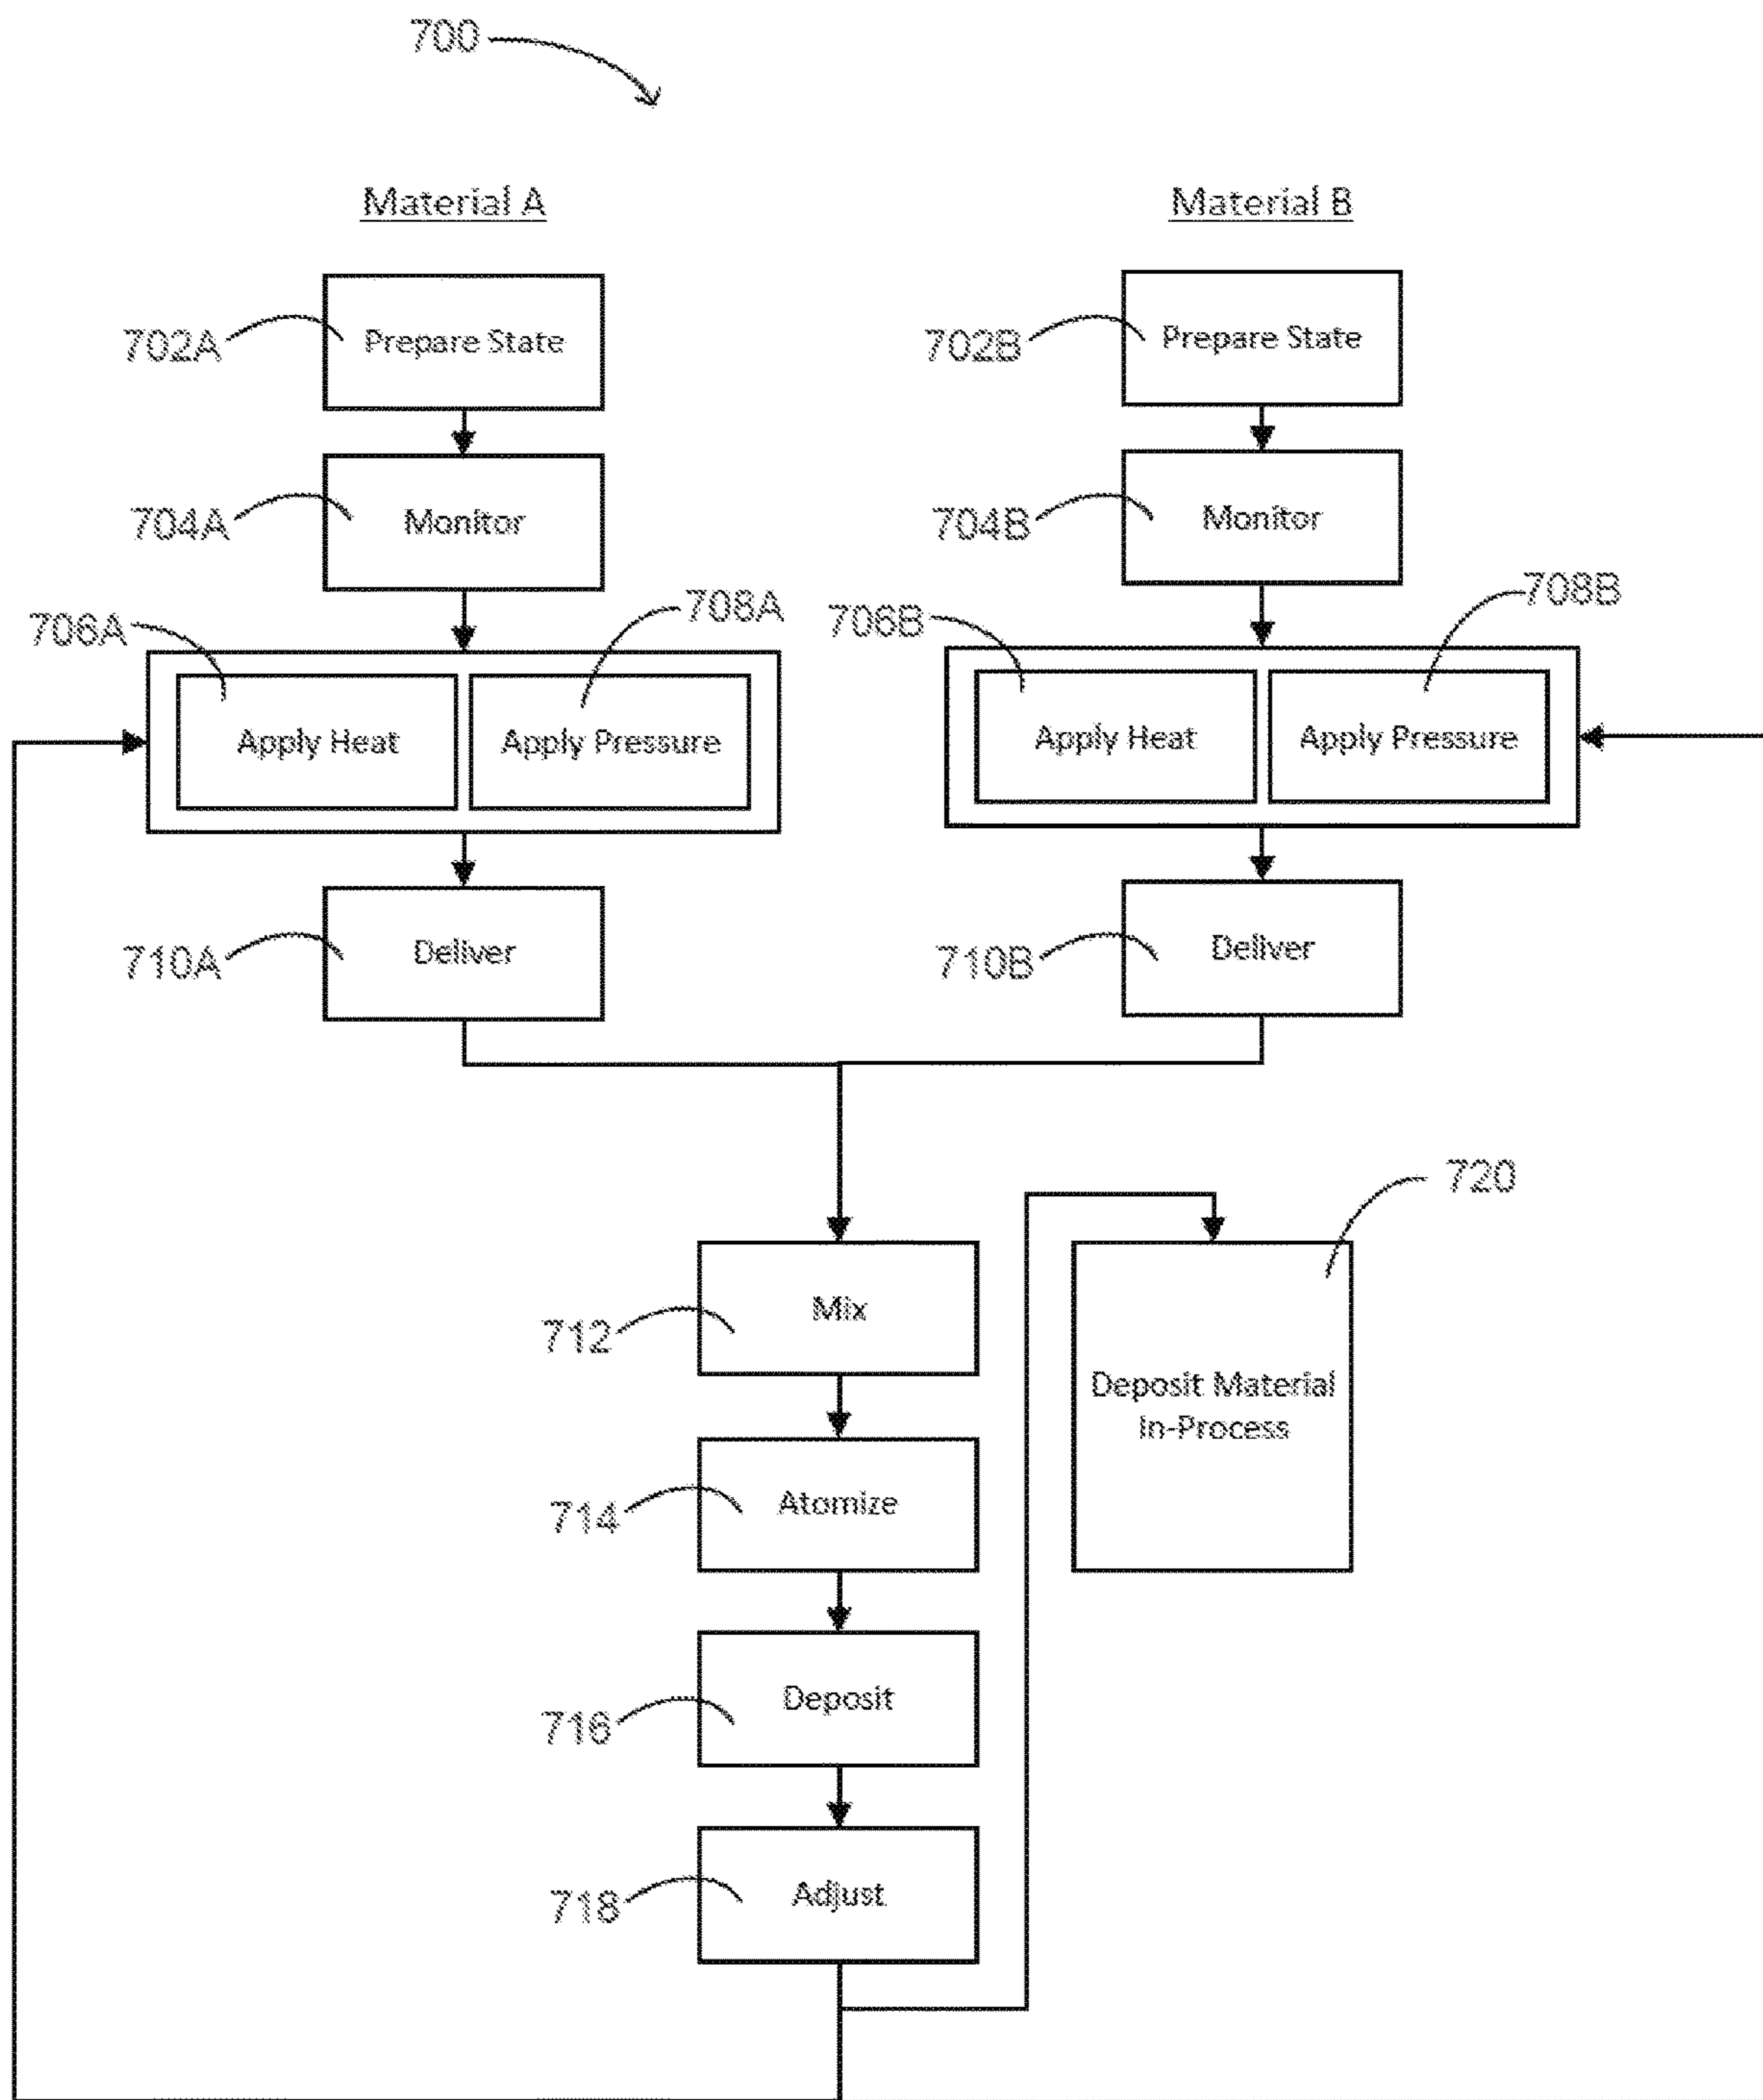 700
Material A
Material B
702A
Prepare State
702B
Prepare State
704A
Monitor
704B
Monitor
706A
708A
706B
708B
Apply Heat
Apply Pressure
Apply Heat
Apply Pressure
710A
Deliver
710B
Deliver
720
712
Mix
Deposit Material
In-Process
714
Atomize
716
Deposit
718
Adjust